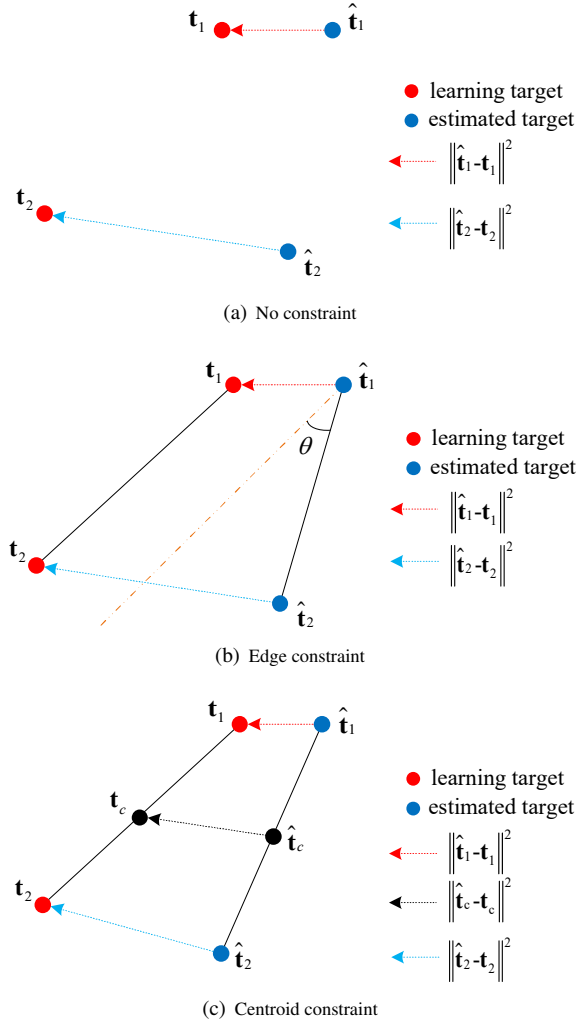 t₁ t̂₁
learning target
estimated target
‖t̂₁-t₁‖²
t₂
‖t̂₂-t₂‖²
t̂₂
(a) No constraint
t₁ t̂₁
learning target
θ
estimated target
‖t̂₁-t₁‖²
t₂
‖t̂₂-t₂‖²
t̂₂
(b) Edge constraint
t₁ t̂₁
learning target
t_c
estimated target
t̂_c
‖t̂₁-t₁‖²
t₂
‖t̂_c-t_c‖²
t̂₂
‖t̂₂-t₂‖²
(c) Centroid constraint